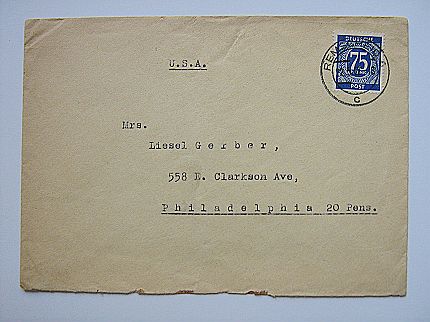 DEUTSCHE
75
POST
C
U.S.A.
Mrs.
Liesel Gerber,
558 E. Clarkson Ave,
Philadelphia 20 Pens.